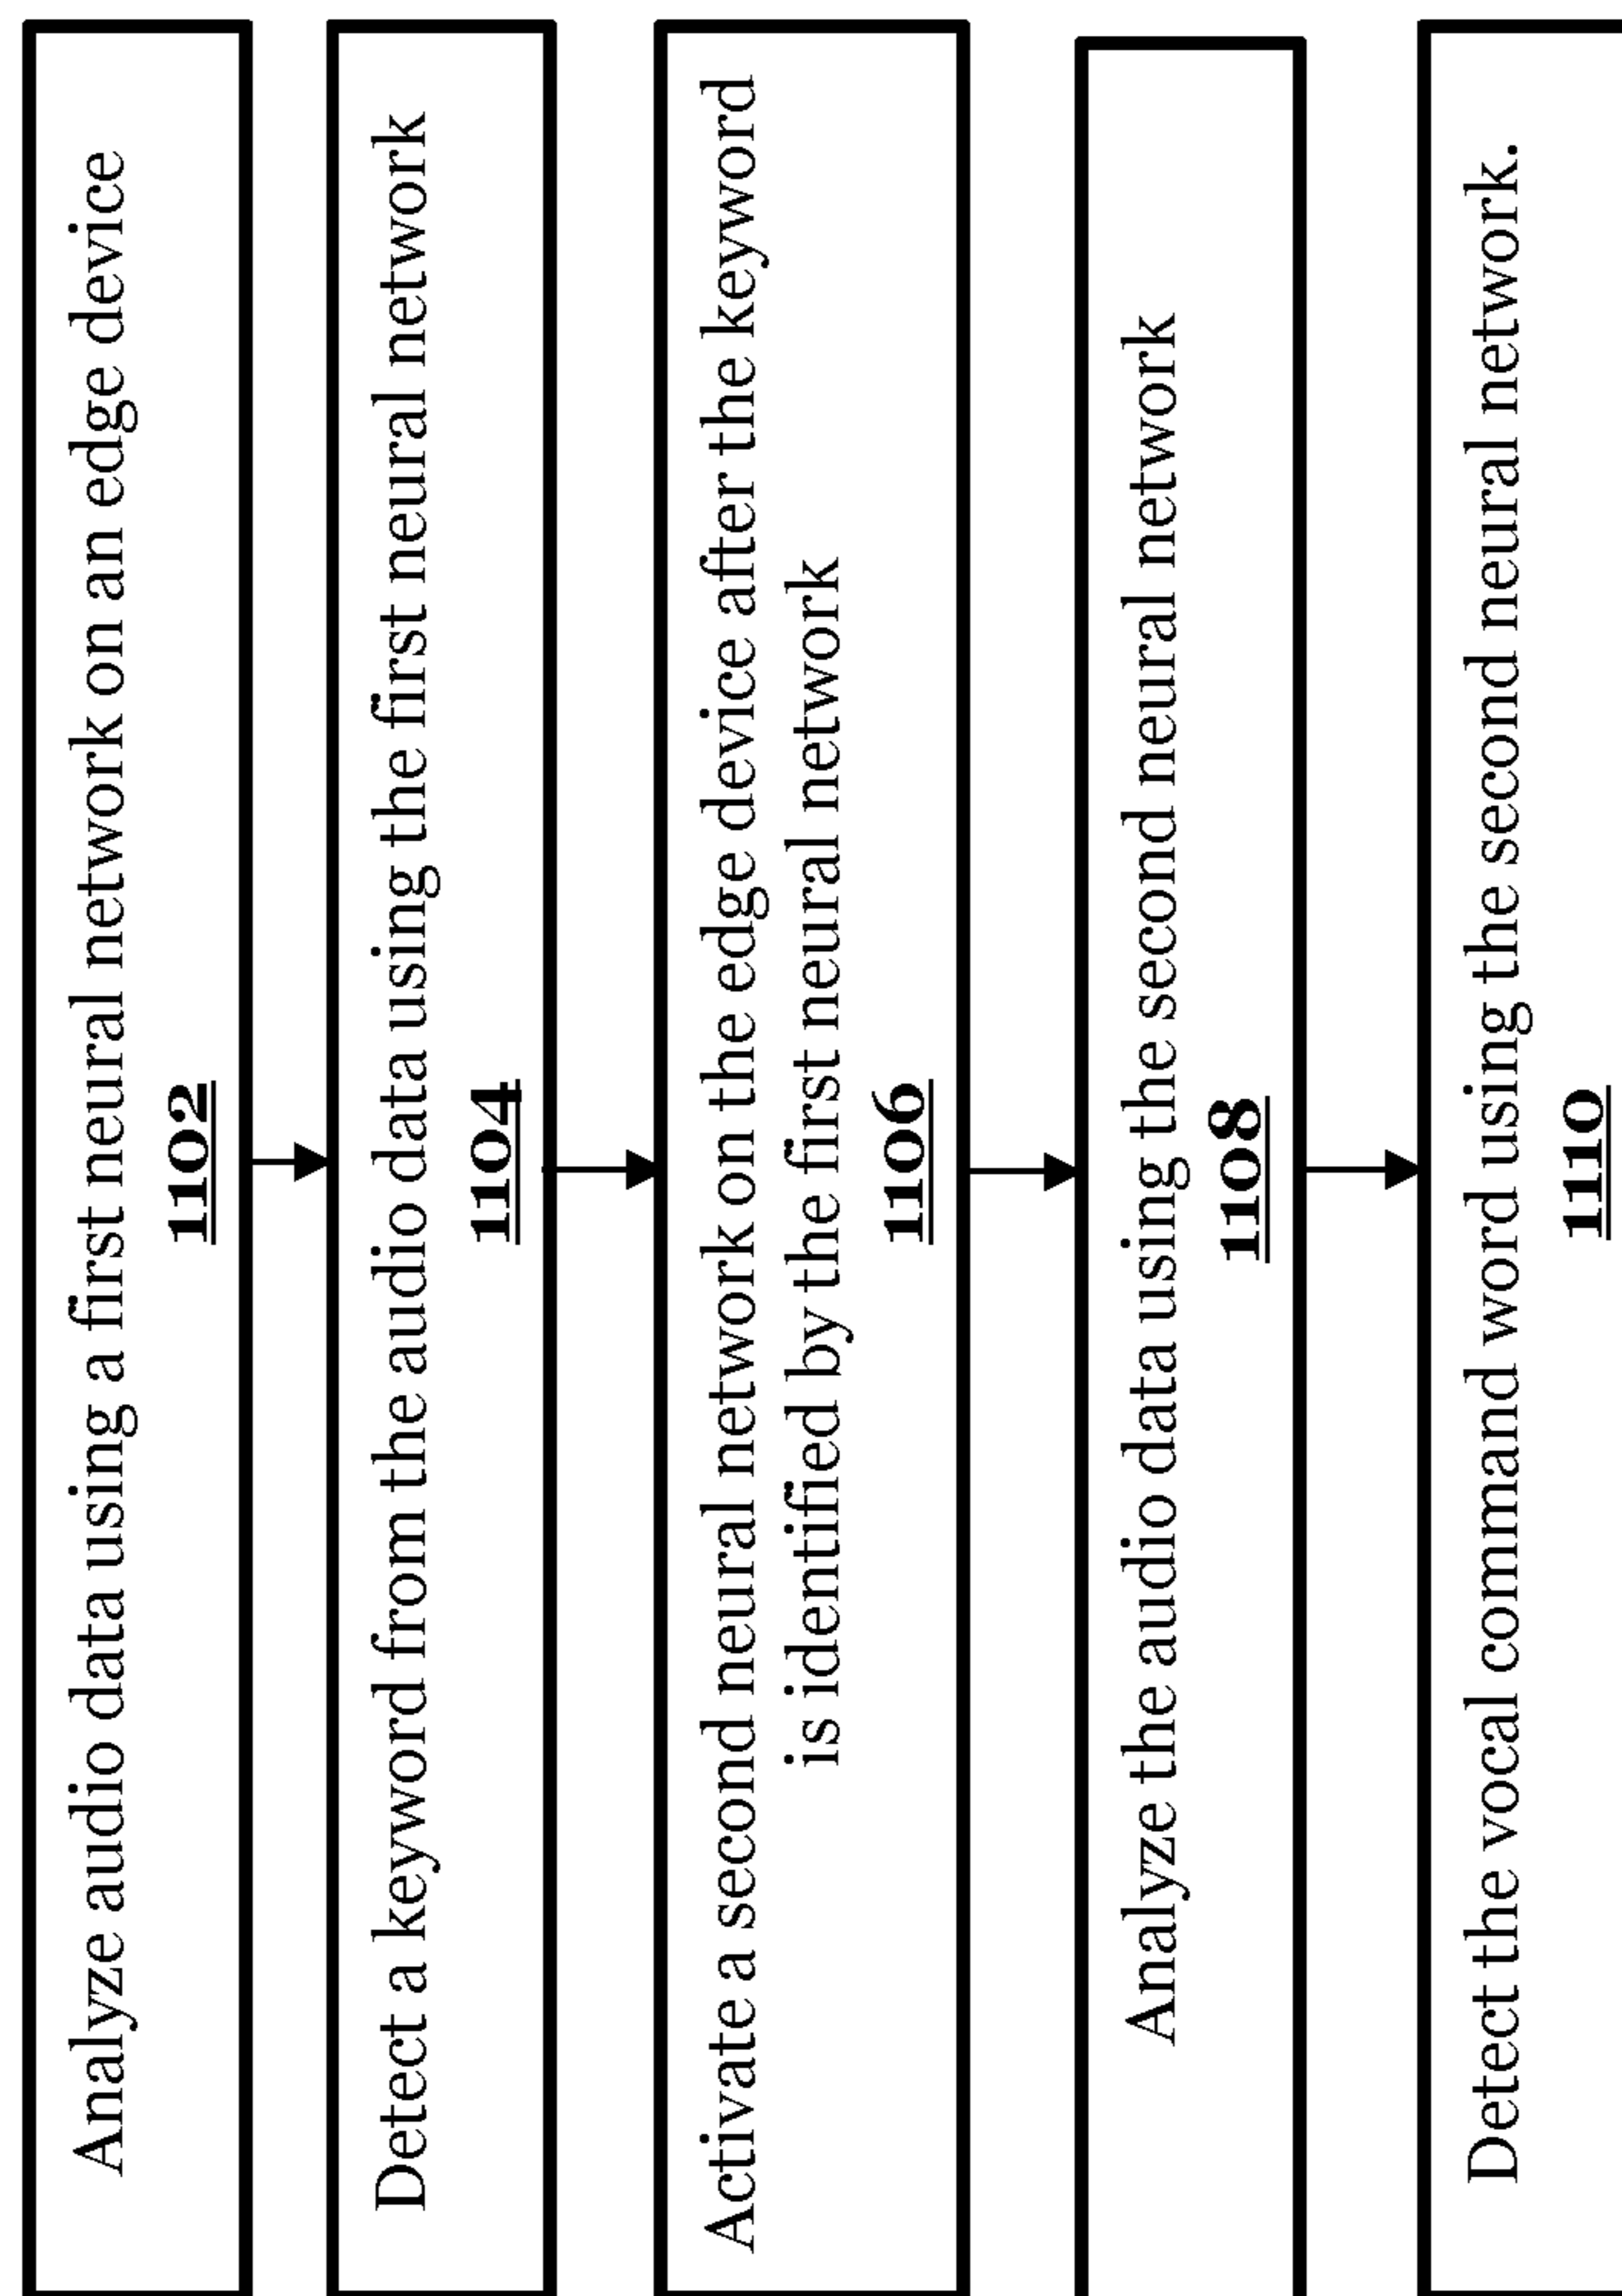 Analyze audio data using a first neural network on an edge device
1102
Detect a keyword from the audio data using the first neural network
1104
Activate a second neural network on the edge device after the keyword
is identified by the first neural network
1106
Analyze the audio data using the second neural network
1108
Detect the vocal command word using the second neural network.
1110